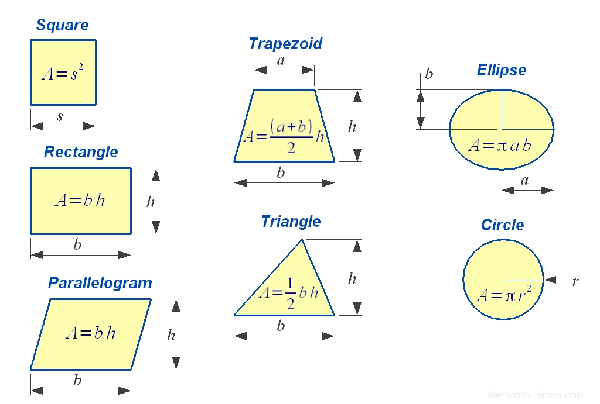 Square
A=s²
s
Rectangle
A=b h
h
b
Parallelogram
A=b h
h
b
Trapezoid
a
A=(a+b)/2 h
h
b
Triangle
A=1/2 b h
h
b
Ellipse
b
A=π a b
a
Circle
A=π r²
r